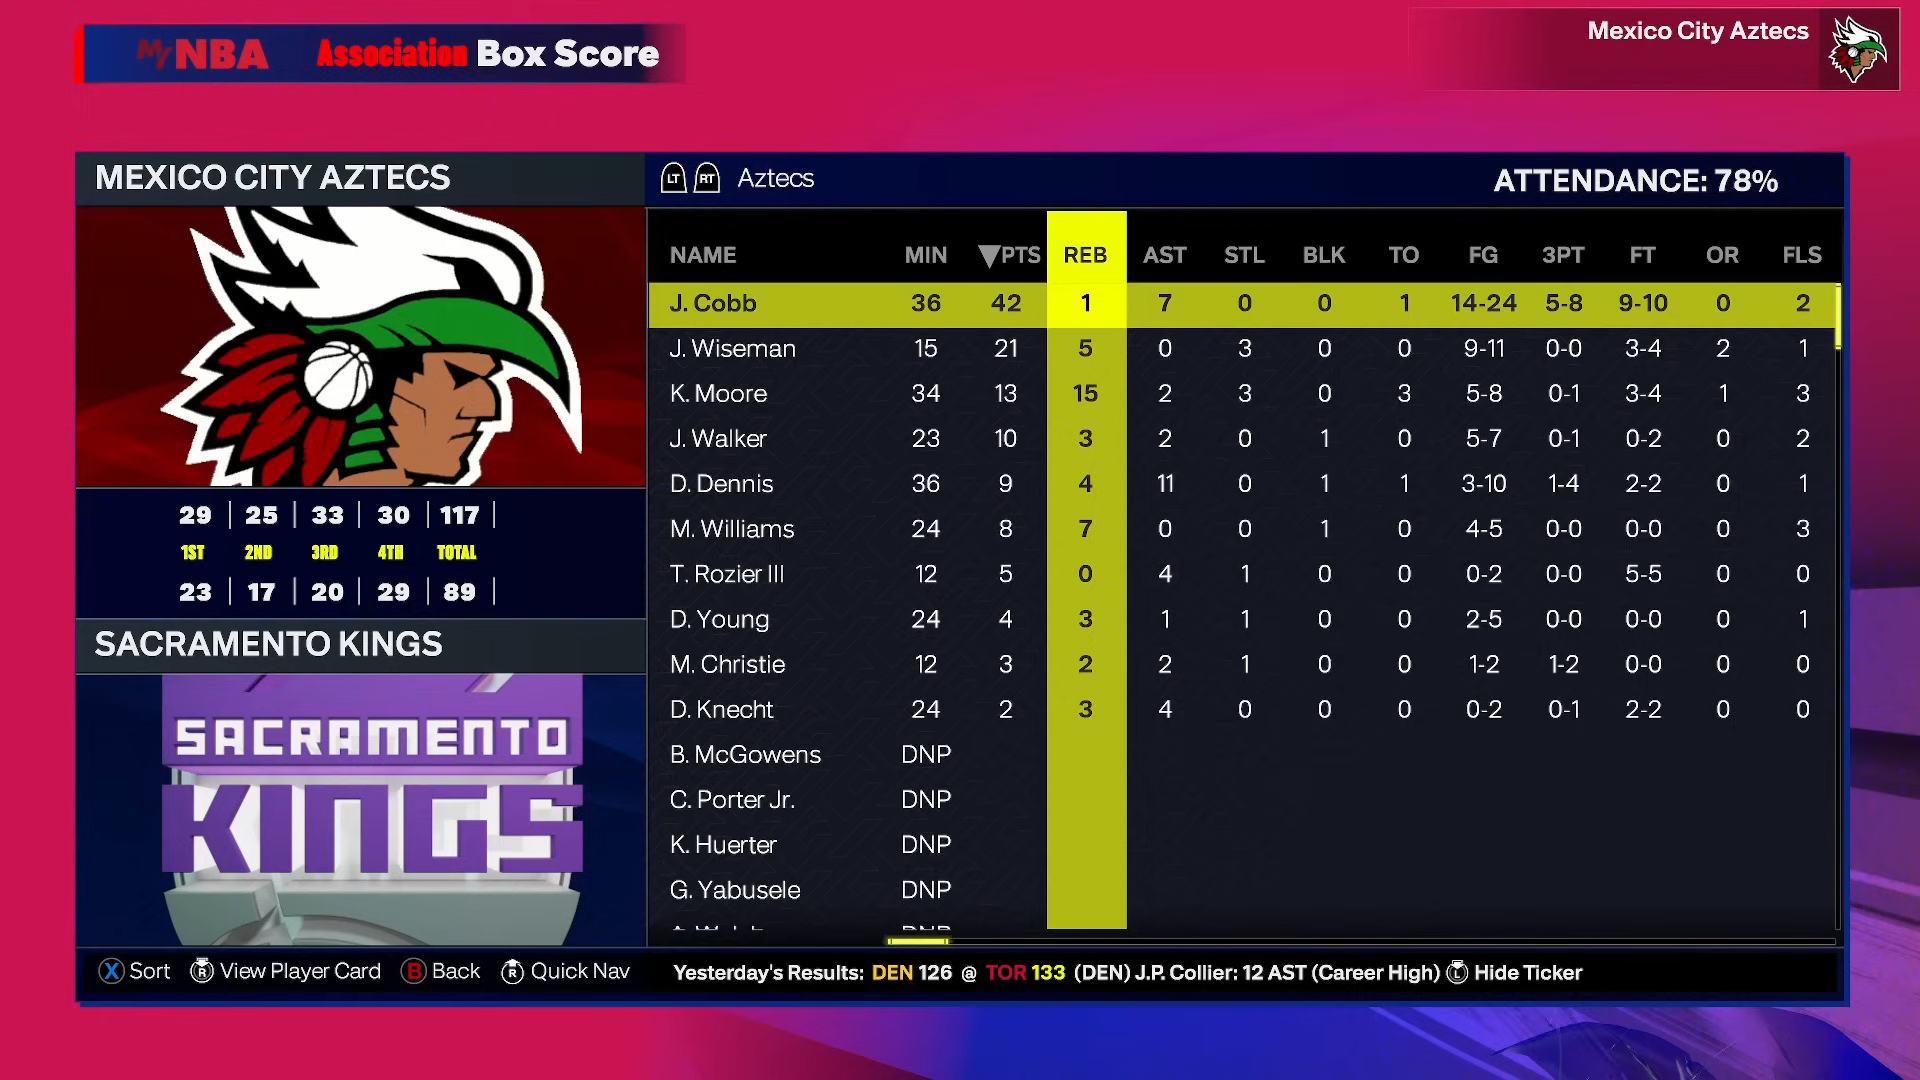 MyNBA Association Box Score
Mexico City Aztecs
MEXICO CITY AZTECS
29 25 33 30 117
1ST 2ND 3RD 4TH TOTAL
23 17 20 29 89
SACRAMENTO KINGS
SACRAMENTO
KINGS
LT RT Aztecs ATTENDANCE: 78%
NAME MIN PTS REB AST STL BLK TO FG 3PT FT OR FLS
J. Cobb 36 42 1 7 0 0 1 14-24 5-8 9-10 0 2
J. Wiseman 15 21 5 0 3 0 0 9-11 0-0 3-4 2 1
K. Moore 34 13 15 2 3 0 3 5-8 0-1 3-4 1 3
J. Walker 23 10 3 2 0 1 0 5-7 0-1 0-2 0 2
D. Dennis 36 9 4 11 0 1 1 3-10 1-4 2-2 0 1
M. Williams 24 8 7 0 0 1 0 4-5 0-0 0-0 0 3
T. Rozier III 12 5 0 4 1 0 0 0-2 0-0 5-5 0 0
D. Young 24 4 3 1 1 0 0 2-5 0-0 0-0 0 1
M. Christie 12 3 2 2 1 0 0 1-2 1-2 0-0 0 0
D. Knecht 24 2 3 4 0 0 0 0-2 0-1 2-2 0 0
B. McGowens DNP
C. Porter Jr. DNP
K. Huerter DNP
G. Yabusele DNP
X Sort R View Player Card B Back R Quick Nav Yesterday's Results: DEN 126 @ TOR 133 (DEN) J.P. Collier: 12 AST (Career High) L Hide Ticker